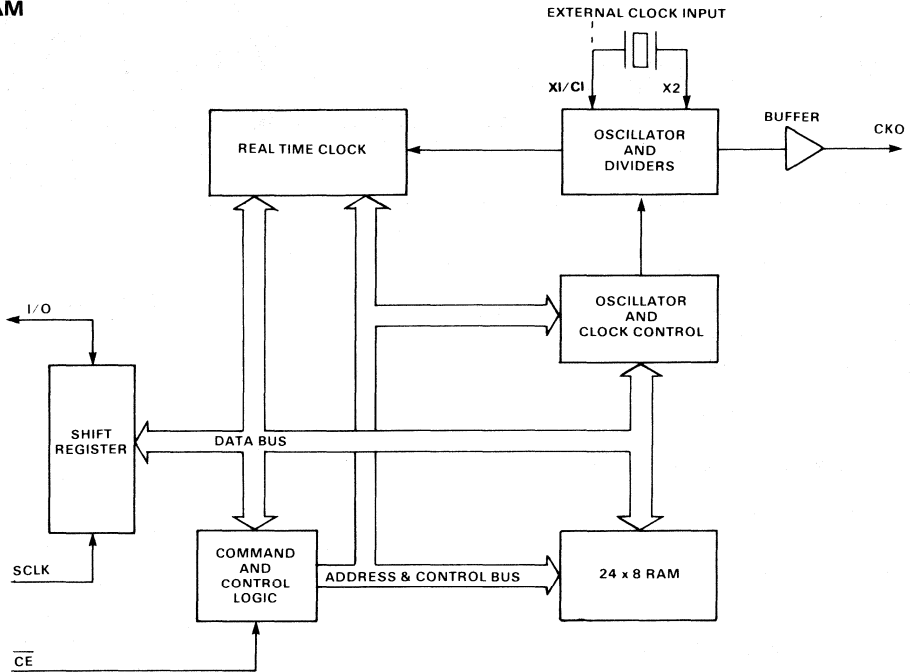 AM
EXTERNAL CLOCK INPUT
XI/CI
X2
BUFFER
CKO
REAL TIME CLOCK
OSCILLATOR
AND
DIVIDERS
I/O
OSCILLATOR
AND
CLOCK CONTROL
SHIFT
REGISTER
DATA BUS
SCLK
COMMAND
AND
CONTROL
LOGIC
ADDRESS & CONTROL BUS
24 x 8 RAM
CE